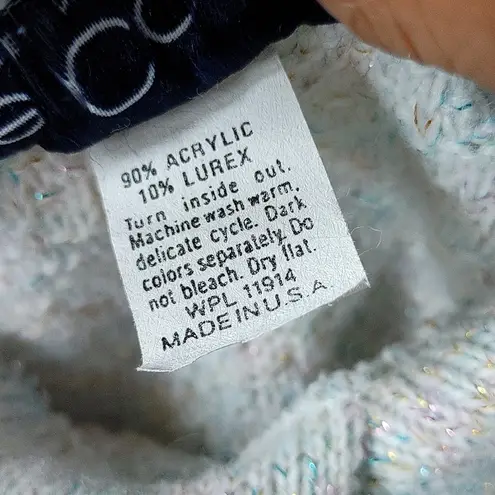 90% ACRYLIC
10% LUREX
Turn inside out.
Machine wash warm,
delicate cycle. Dark
colors separately. Do
not bleach. Dry flat.
WPL 11914
MADE IN U.S.A.